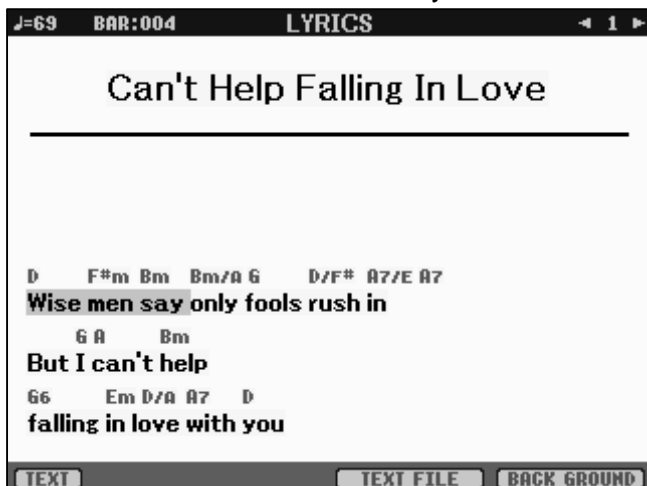 ♩=69 BAR:004 LYRICS ◄ 1 ►
Can't Help Falling In Love
D F#m Bm Bm/A G D/F# A7/E A7
Wise men say only fools rush in
G A Bm
But I can't help
G6 Em D/A A7 D
falling in love with you
TEXT TEXT FILE BACK GROUND